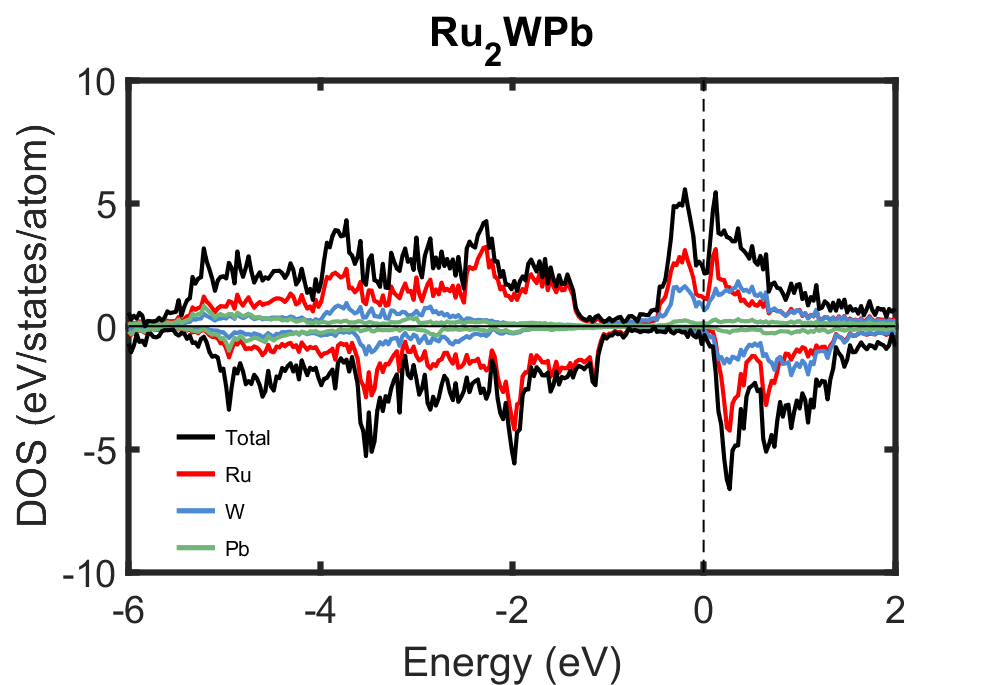 Ru₂WPb
10
5
0
-5
-10
DOS (eV/states/atom)
Total
Ru
W
Pb
-6 -4 -2 0 2
Energy (eV)